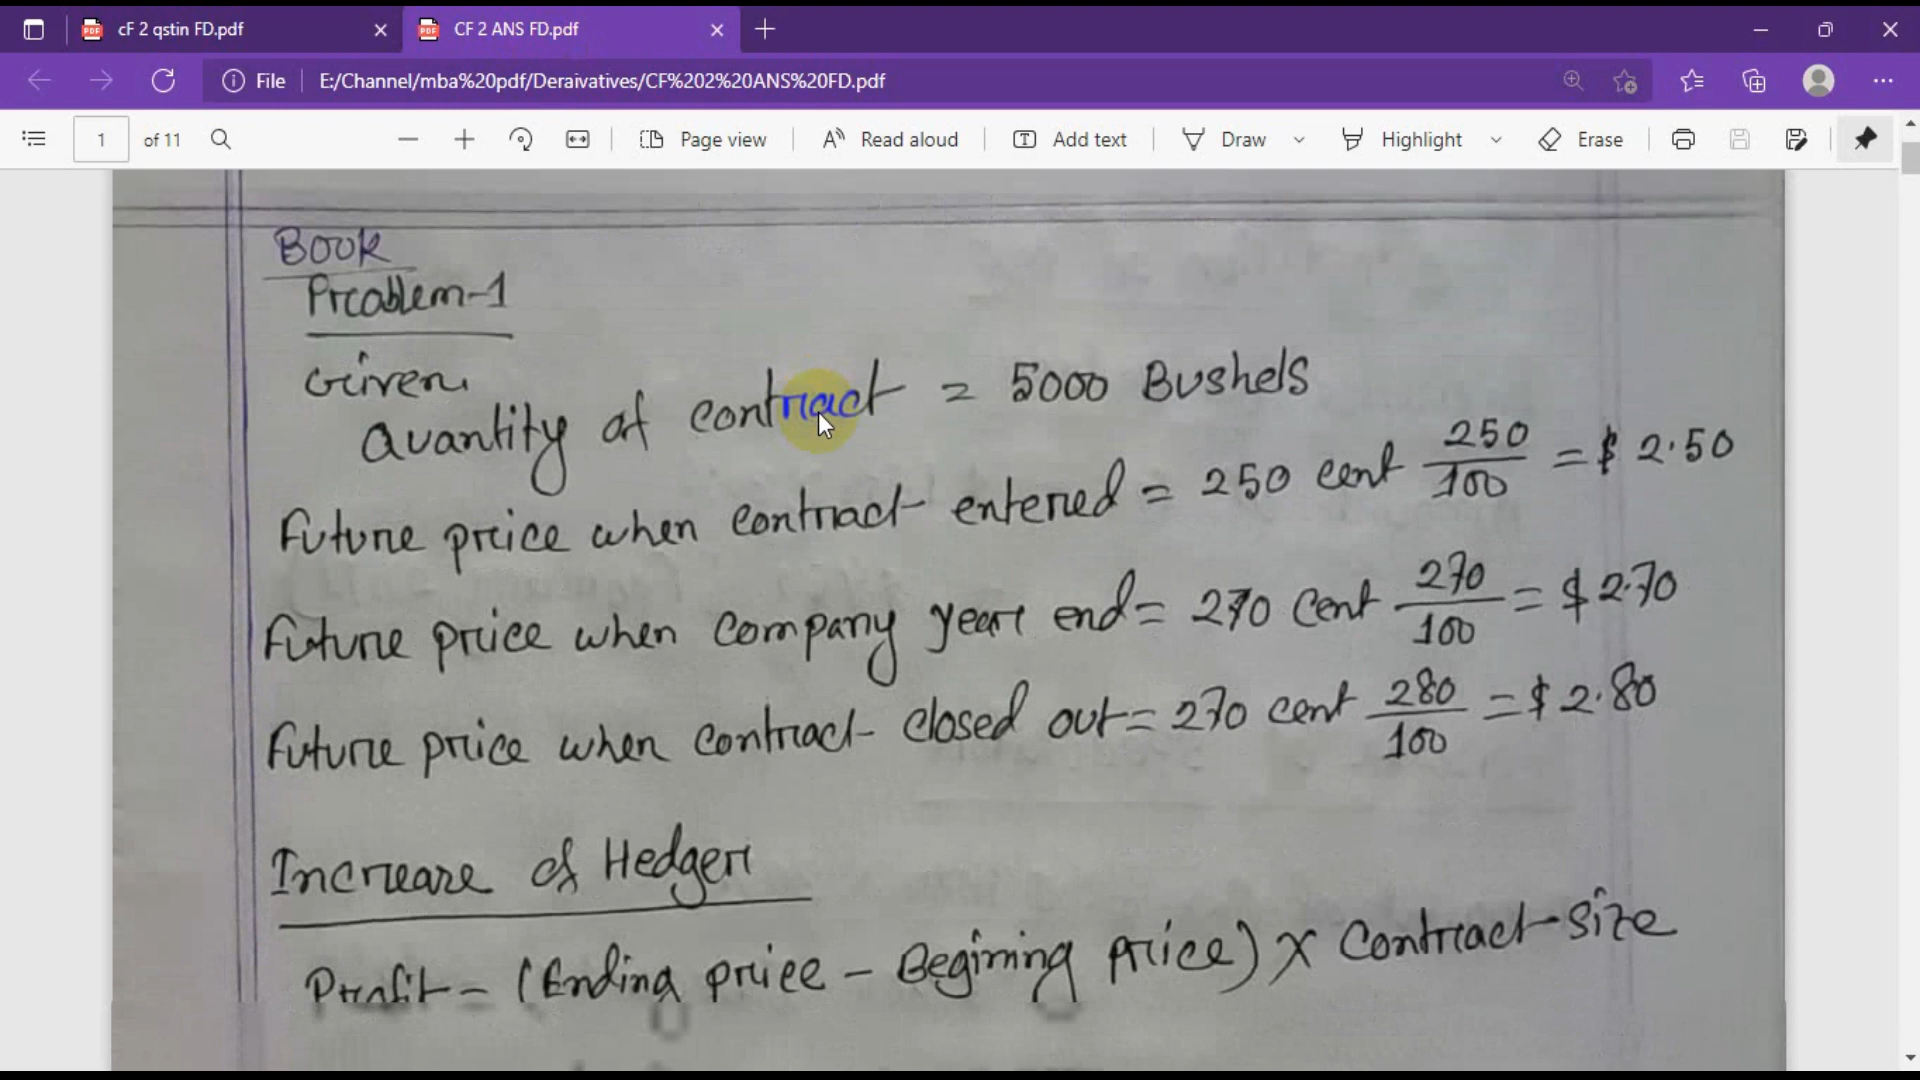 cF 2 qstin FD.pdf
CF 2 ANS FD.pdf
File
E:/Channel/mba%20pdf/Deraivatives/CF%202%20ANS%20FD.pdf
1 of 11
Page view
Read aloud
Add text
Draw
Highlight
Erase
BOOK
Problem-1
Given,
Quantity of contract = 5000 Bushels
Future price when contract entered = 250 cent 250/100 = $ 2.50
Future price when company year end = 270 cent 270/100 = $ 2.70
Future price when contract closed out = 270 cent 280/100 = $ 2.80
Increase of Hedger
Profit = (Ending price - Begining price) X Contract size